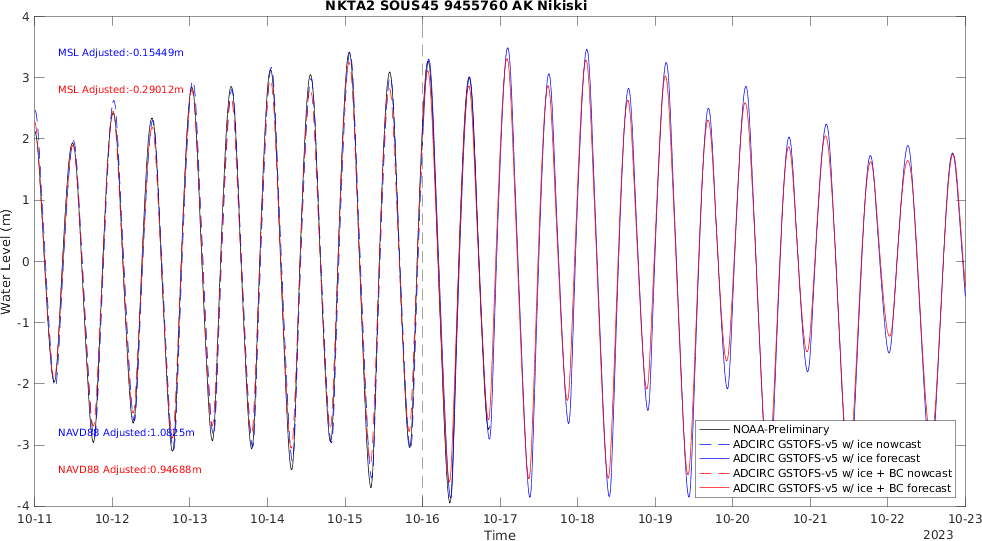 NKTA2 SOUS45 9455760 AK Nikiski
4
3
2
1
0
-1
-2
-3
-4
Water Level (m)
MSL Adjusted:-0.15449m
MSL Adjusted:-0.29012m
NAVD88 Adjusted:1.0825m
NAVD88 Adjusted:0.94688m
NOAA-Preliminary
ADCIRC GSTOFS-v5 w/ ice nowcast
ADCIRC GSTOFS-v5 w/ ice forecast
ADCIRC GSTOFS-v5 w/ ice + BC nowcast
ADCIRC GSTOFS-v5 w/ ice + BC forecast
10-11 10-12 10-13 10-14 10-15 10-16 10-17 10-18 10-19 10-20 10-21 10-22 10-23
Time
2023